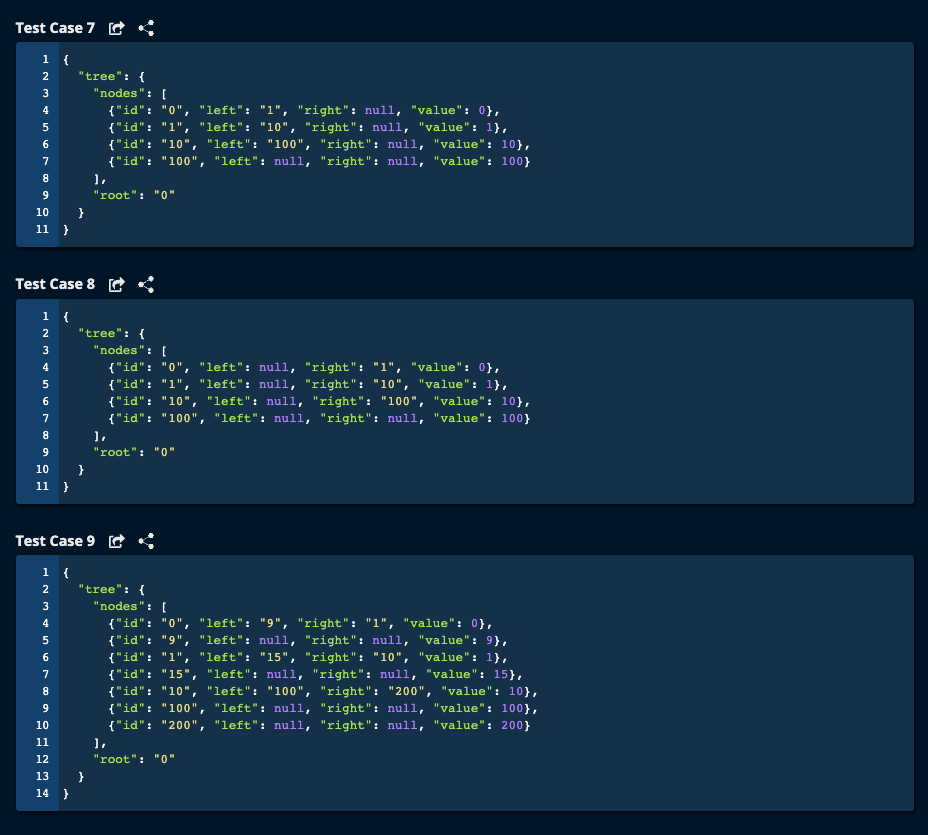 Test Case 7
1 {
2   "tree": {
3     "nodes": [
4       {"id": "0", "left": "1", "right": null, "value": 0},
5       {"id": "1", "left": "10", "right": null, "value": 1},
6       {"id": "10", "left": "100", "right": null, "value": 10},
7       {"id": "100", "left": null, "right": null, "value": 100}
8     ],
9     "root": "0"
10   }
11 }
Test Case 8
1 {
2   "tree": {
3     "nodes": [
4       {"id": "0", "left": null, "right": "1", "value": 0},
5       {"id": "1", "left": null, "right": "10", "value": 1},
6       {"id": "10", "left": null, "right": "100", "value": 10},
7       {"id": "100", "left": null, "right": null, "value": 100}
8     ],
9     "root": "0"
10   }
11 }
Test Case 9
1 {
2   "tree": {
3     "nodes": [
4       {"id": "0", "left": "9", "right": "1", "value": 0},
5       {"id": "9", "left": null, "right": null, "value": 9},
6       {"id": "1", "left": "15", "right": "10", "value": 1},
7       {"id": "15", "left": null, "right": null, "value": 15},
8       {"id": "10", "left": "100", "right": "200", "value": 10},
9       {"id": "100", "left": null, "right": null, "value": 100},
10       {"id": "200", "left": null, "right": null, "value": 200}
11     ],
12     "root": "0"
13   }
14 }